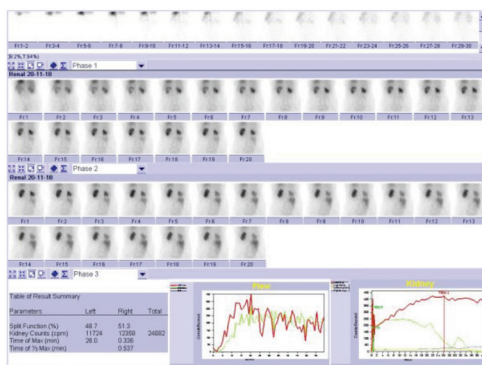 Fr1-2 Fr3-4 Fr5-6 Fr7-8 Fr9-10 Fr11-12 Fr13-14 Fr15-16 Fr17-18 Fr19-20 Fr21-22 Fr23-24 Fr25-26 Fr27-28 Fr29-30
Phase 1
Renal 20-11-18
Fr1 Fr2 Fr3 Fr4 Fr5 Fr6 Fr7 Fr8 Fr9 Fr10 Fr11 Fr12 Fr13
Fr14 Fr15 Fr16 Fr17 Fr18 Fr19 Fr20
Phase 2
Renal 20-11-18
Fr1 Fr2 Fr3 Fr4 Fr5 Fr6 Fr7 Fr8 Fr9 Fr10 Fr11 Fr12 Fr13
Fr14 Fr15 Fr16 Fr17 Fr18 Fr19 Fr20
Phase 3
Table of Result Summary
Parameters Left Right Total
Split Function (%) 48.7 51.3
Kidney Counts (cpm) 11724 12358 24082
Time of Max (min) 26.0 0.336
Time of ½ Max (min) 0.537
Flow
Kidney